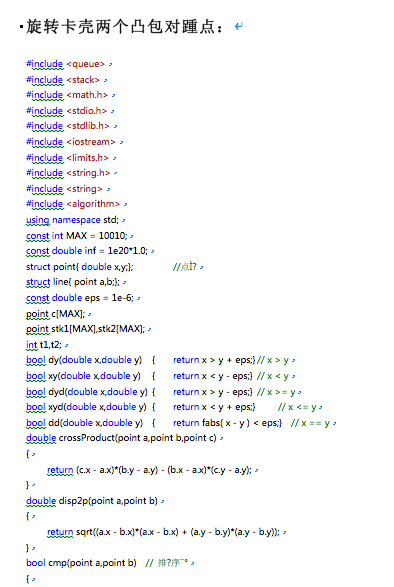 ·旋转卡壳两个凸包对踵点：
#include <queue>
#include <stack>
#include <math.h>
#include <stdio.h>
#include <stdlib.h>
#include <iostream>
#include <limits.h>
#include <string.h>
#include <string>
#include <algorithm>
using namespace std;
const int MAX = 10010;
const double inf = 1e20*1.0;
struct point{ double x,y;}; //点Ì?
struct line{ point a,b;};
const double eps = 1e-6;
point c[MAX];
point stk1[MAX],stk2[MAX];
int t1,t2;
bool dy(double x,double y) { return x > y + eps;} // x > y
bool xy(double x,double y) { return x < y - eps;} // x < y
bool dyd(double x,double y) { return x > y - eps;} // x >= y
bool xyd(double x,double y) { return x < y + eps;} // x <= y
bool dd(double x,double y) { return fabs( x - y ) < eps;} // x == y
double crossProduct(point a,point b,point c)
{
return (c.x - a.x)*(b.y - a.y) - (b.x - a.x)*(c.y - a.y);
}
double disp2p(point a,point b)
{
return sqrt((a.x - b.x)*(a.x - b.x) + (a.y - b.y)*(a.y - b.y));
}
bool cmp(point a,point b) // 排?序
{